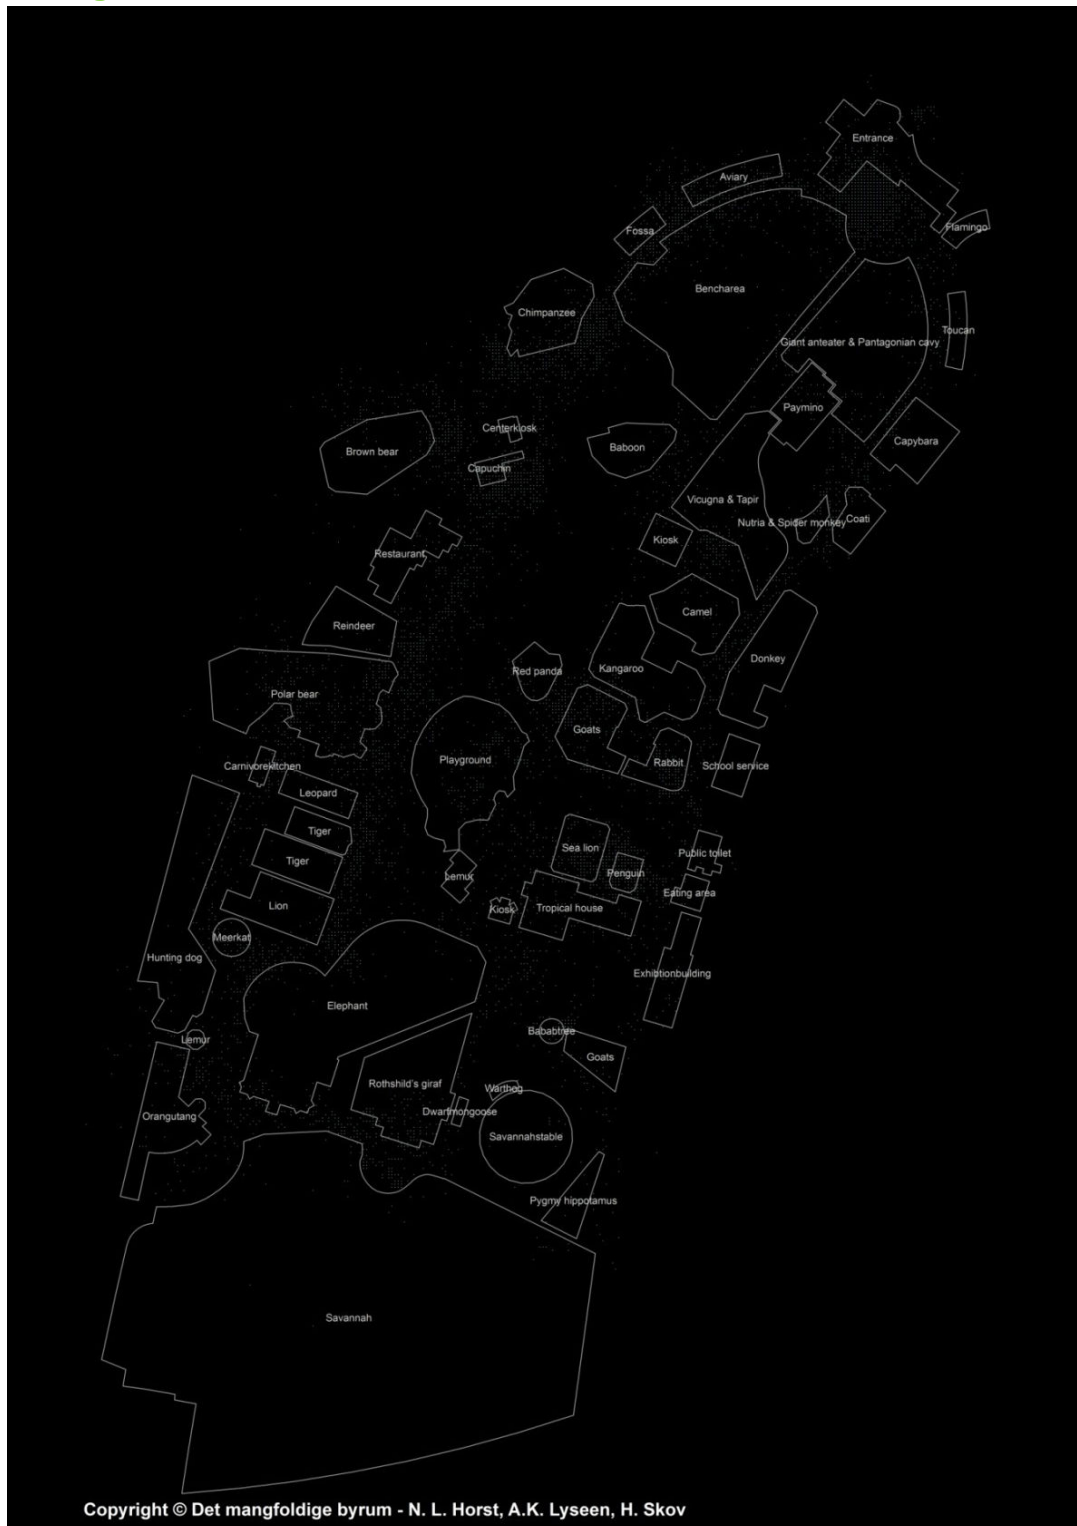 Entrance
Aviary
Fossa
Flamingo
Bencharea
Chimpanzee
Toucan
Giant anteater & Pantagonian cavy
Paymino
Centerkiosk
Capybara
Baboon
Brown bear
Capuchin
Vicugna & Tapir
Nutria & Spider monkey
Coati
Kiosk
Restaurant
Camel
Reindeer
Donkey
Kangaroo
Red panda
Polar bear
Goats
Playground
Rabbit
School service
Carnivorekitchen
Leopard
Tiger
Sea lion
Public toilet
Tiger
Penguin
Lemur
Eating area
Lion
Tropical house
Kiosk
Meerkat
Hunting dog
Exhibtionbuilding
Elephant
Bababtree
Lemur
Goats
Rothshild's giraf
Warthog
Dwarfmongoose
Orangutang
Savannahstable
Pygmy hippotamus
Savannah
Copyright © Det mangfoldige byrum - N. L. Horst, A.K. Lyseen, H. Skov